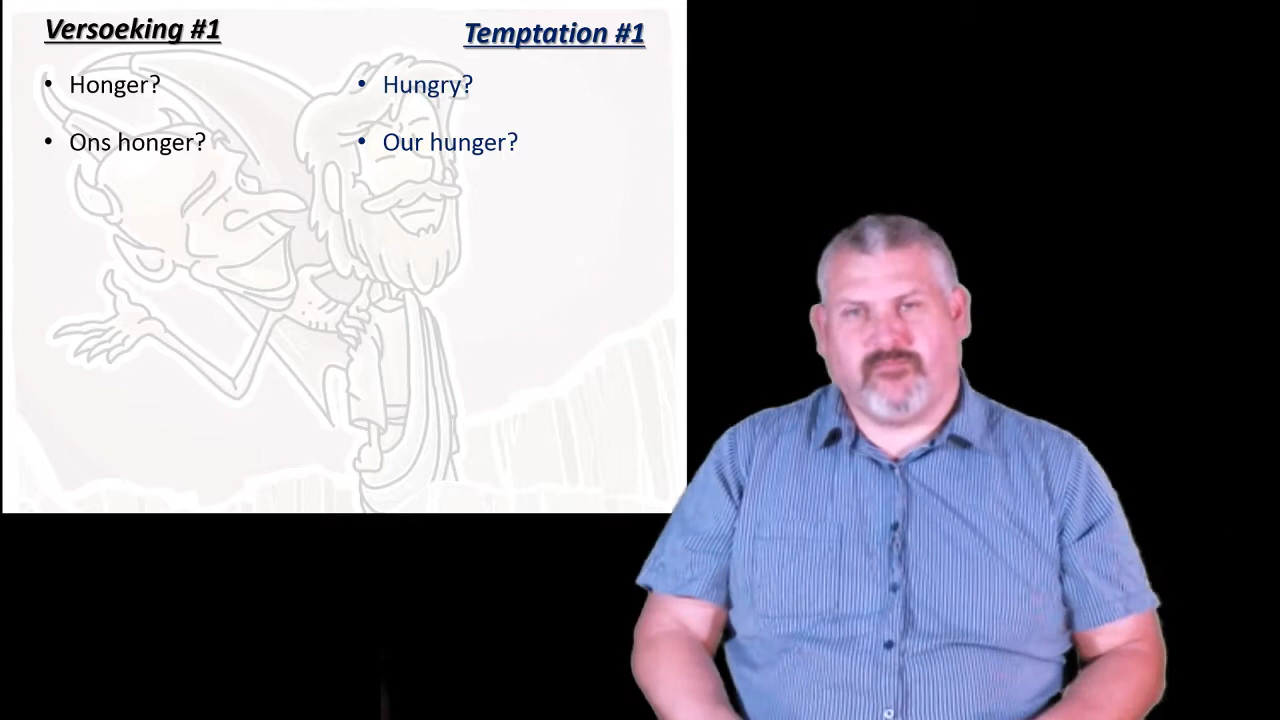 Versoeking #1
• Honger?
• Ons honger?
Temptation #1
• Hungry?
• Our hunger?